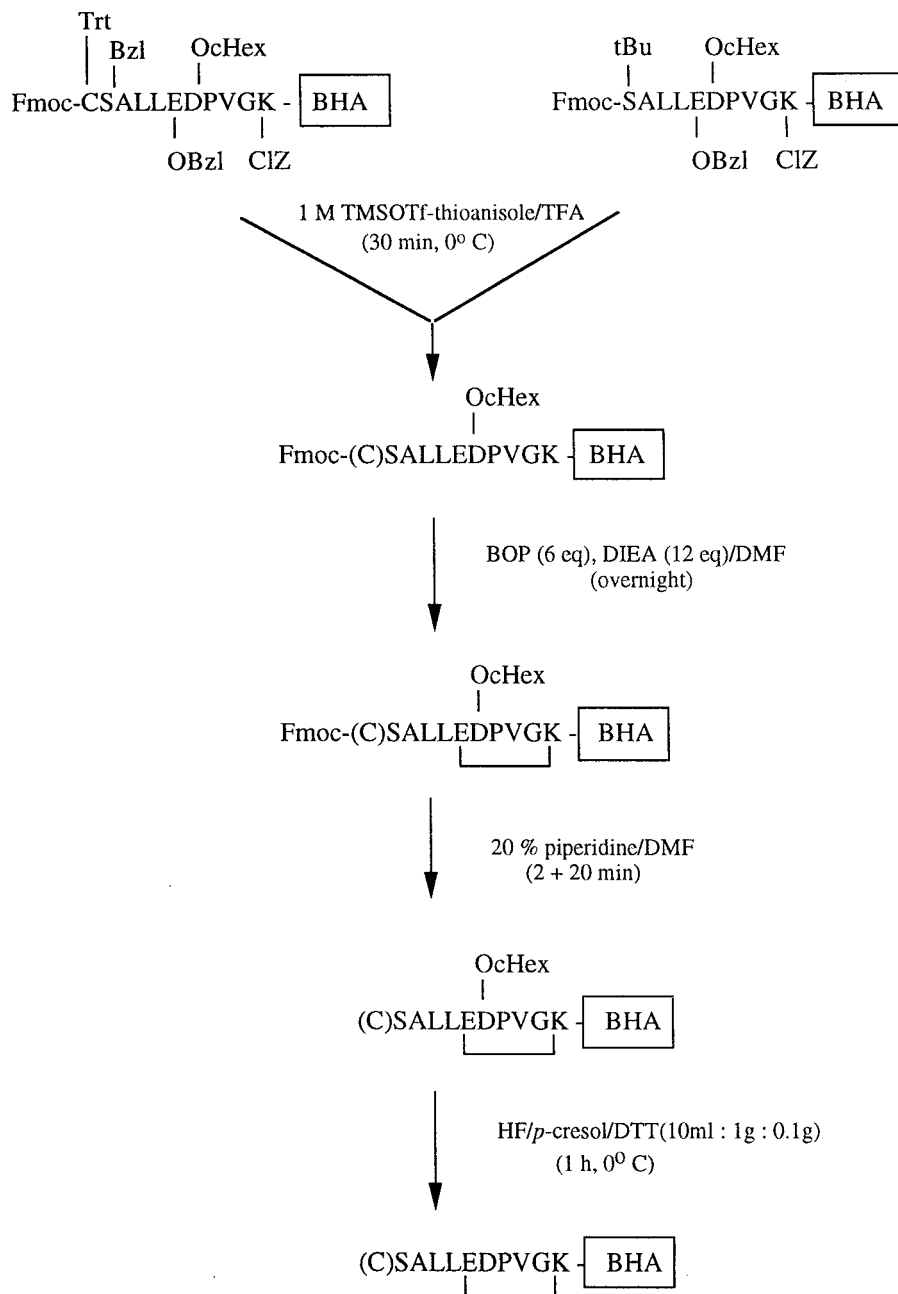 Trt
Bzl
OcHex
Fmoc-CSALLEDPVGK - BHA
OBzl
ClZ
tBu
OcHex
Fmoc-SALLEDPVGK - BHA
OBzl
ClZ
1 M TMSOTf-thioanisole/TFA
(30 min, 0⁰ C)
OcHex
Fmoc-(C)SALLEDPVGK - BHA
BOP (6 eq), DIEA (12 eq)/DMF
(overnight)
OcHex
Fmoc-(C)SALLEDPVGK - BHA
20 % piperidine/DMF
(2 + 20 min)
OcHex
(C)SALLEDPVGK - BHA
HF/p-cresol/DTT(10ml : 1g : 0.1g)
(1 h, 0⁰ C)
(C)SALLEDPVGK - BHA